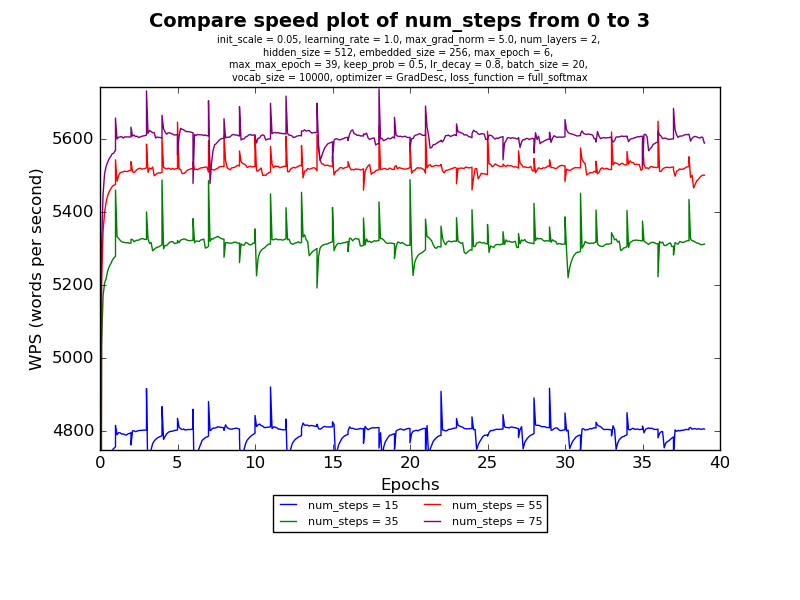 Compare speed plot of num_steps from 0 to 3
init_scale = 0.05, learning_rate = 1.0, max_grad_norm = 5.0, num_layers = 2,
hidden_size = 512, embedded_size = 256, max_epoch = 6,
max_max_epoch = 39, keep_prob = 0.5, lr_decay = 0.8, batch_size = 20,
vocab_size = 10000, optimizer = GradDesc, loss_function = full_softmax
5600
5400
5200
5000
4800
WPS (words per second)
0 5 10 15 20 25 30 35 40
Epochs
num_steps = 15 num_steps = 55
num_steps = 35 num_steps = 75